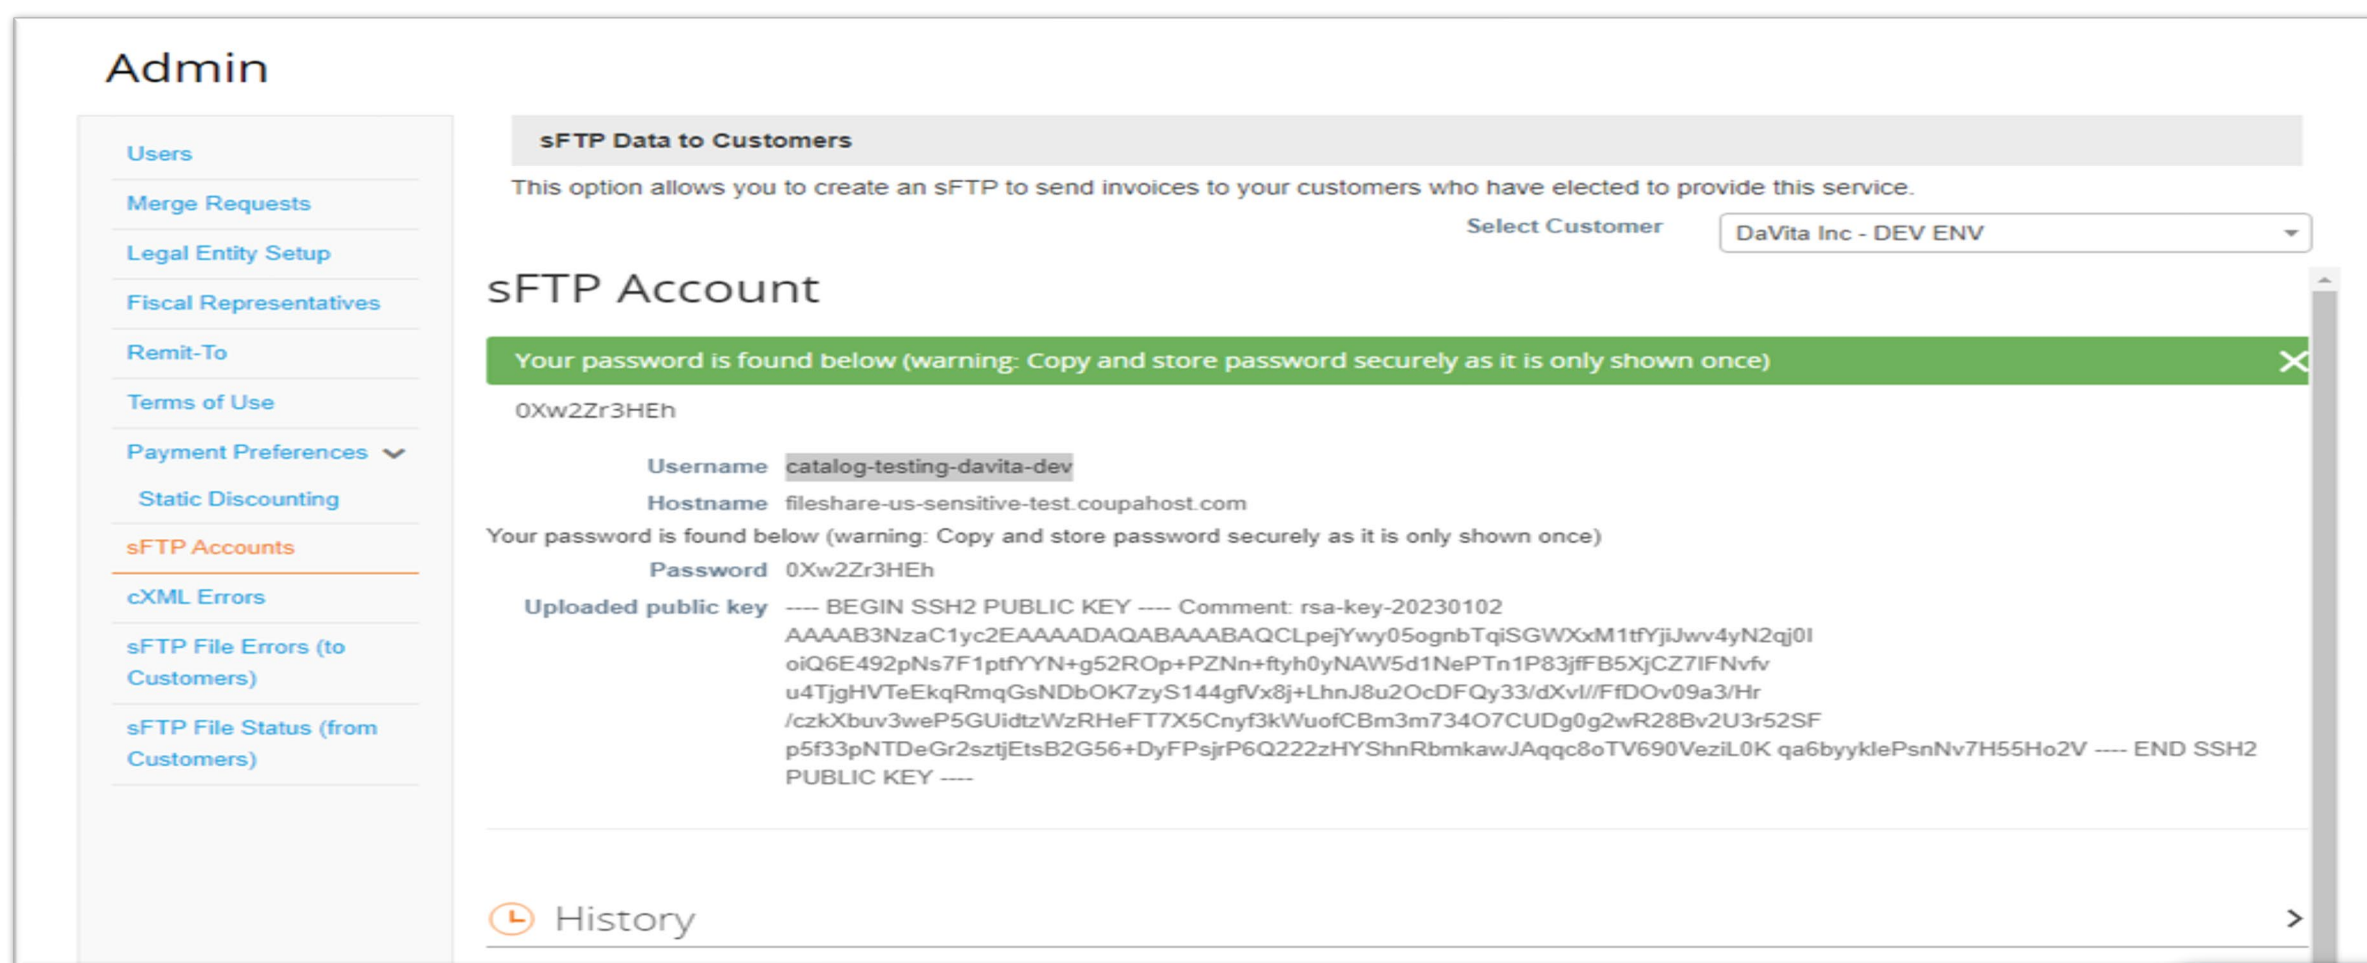 Admin
Users
Merge Requests
Legal Entity Setup
Fiscal Representatives
Remit-To
Terms of Use
Payment Preferences
Static Discounting
sFTP Accounts
cXML Errors
sFTP File Errors (to
Customers)
sFTP File Status (from
Customers)
sFTP Data to Customers
This option allows you to create an sFTP to send invoices to your customers who have elected to provide this service.
Select Customer DaVita Inc - DEV ENV
sFTP Account
Your password is found below (warning: Copy and store password securely as it is only shown once)
0Xw2Zr3HEh
Username catalog-testing-davita-dev
Hostname fileshare-us-sensitive-test.coupahost.com
Your password is found below (warning: Copy and store password securely as it is only shown once)
Password 0Xw2Zr3HEh
Uploaded public key ---- BEGIN SSH2 PUBLIC KEY ---- Comment: rsa-key-20230102
AAAAB3NzaC1yc2EAAAADAQABAAABAQCLpejYwy05ognbTqiSGWXxM1tfYjiJwv4yN2qj0I
oiQ6E492pNs7F1ptfYYN+g52ROp+PZNn+ftyh0yNAW5d1NePTn1P83jfFB5XjCZ7IFNvfv
u4TjgHVTeEkqRmqGsNDbOK7zyS144gfVx8j+LhnJ8u2OcDFQy33/dXvI//FfDOv09a3/Hr
/czkXbuv3weP5GUidtzWzRHeFT7X5Cnyf3kWuofCBm3m734O7CUDg0g2wR28Bv2U3r52SF
p5f33pNTDeGr2sztjEtsB2G56+DyFPsjrP6Q222zHYShnRbmkawJAqqc8oTV690VeziL0K qa6byyklePsnNv7H55Ho2V ---- END SSH2
PUBLIC KEY ----
History